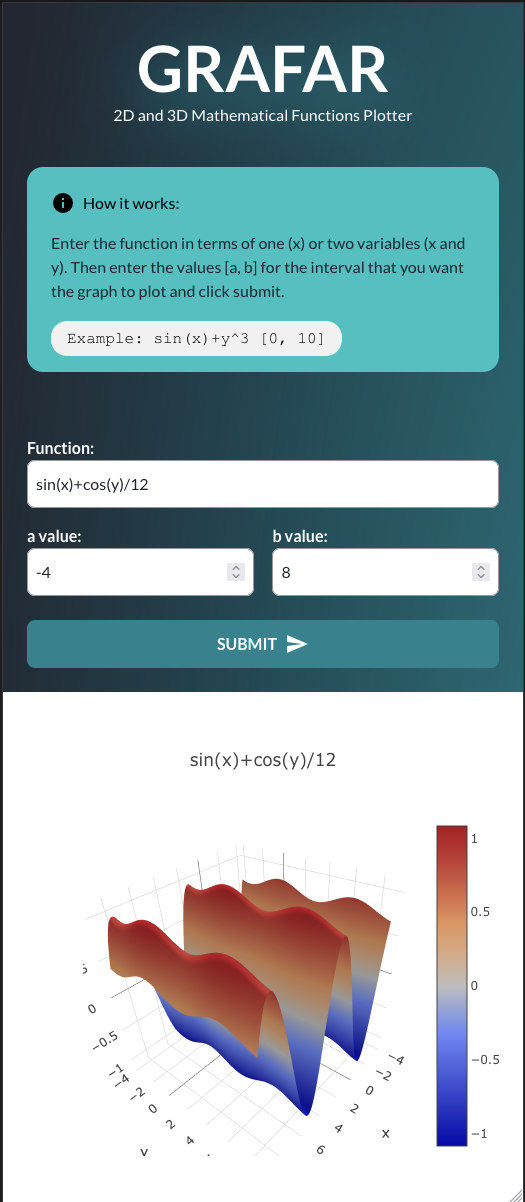 GRAFAR
2D and 3D Mathematical Functions Plotter
How it works:
Enter the function in terms of one (x) or two variables (x and
y). Then enter the values [a, b] for the interval that you want
the graph to plot and click submit.
Example: sin(x)+y^3 [0, 10]
Function:
sin(x)+cos(y)/12
a value: b value:
-4 8
SUBMIT
sin(x)+cos(y)/12
1
0.5
0
−0.5
−1
0
−0.5
−1
−4
−2
0
2
4
−4
−2
0
2
4
6
x